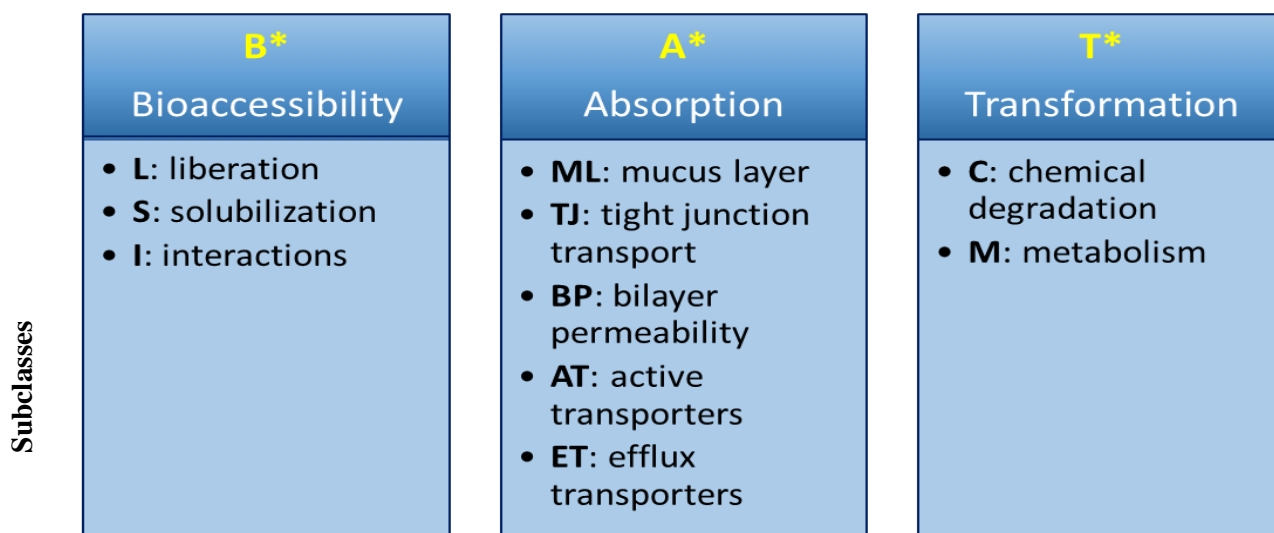 B*
Bioaccessibility
• L: liberation
• S: solubilization
• I: interactions
A*
Absorption
• ML: mucus layer
• TJ: tight junction
transport
• BP: bilayer
permeability
• AT: active
transporters
• ET: efflux
transporters
T*
Transformation
• C: chemical
degradation
• M: metabolism
Subclasses